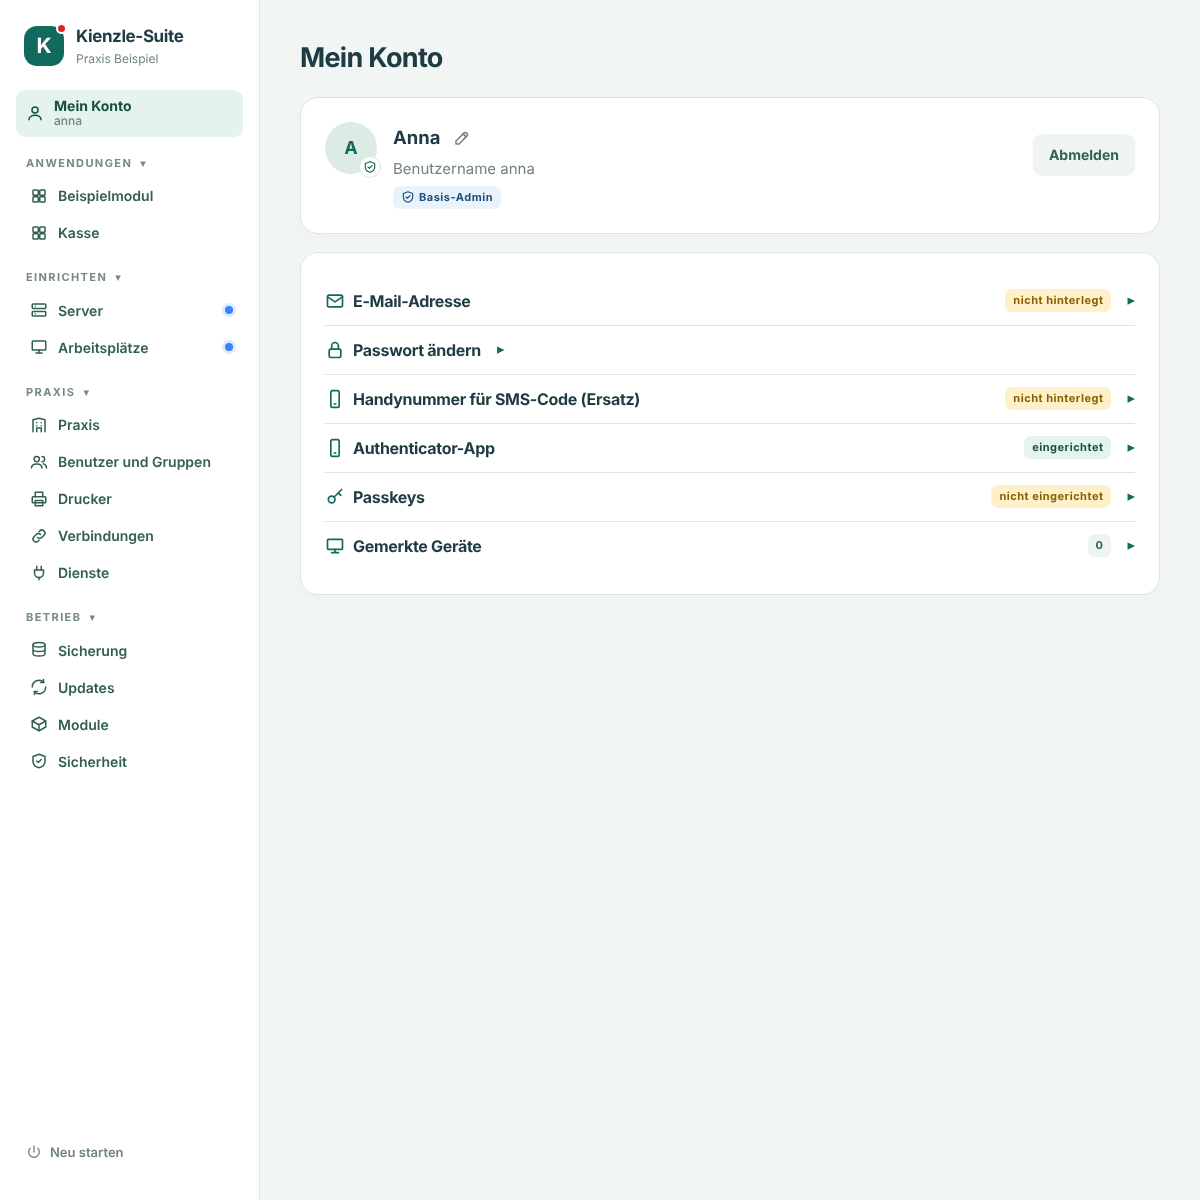 K
Kienzle-Suite
Praxis Beispiel
Mein Konto
anna
ANWENDUNGEN ▾
Beispielmodul
Kasse
EINRICHTEN ▾
Server
Arbeitsplätze
PRAXIS ▾
Praxis
Benutzer und Gruppen
Drucker
Verbindungen
Dienste
BETRIEB ▾
Sicherung
Updates
Module
Sicherheit
Neu starten
Mein Konto
A
Anna
Benutzername anna
Basis-Admin
Abmelden
E-Mail-Adresse nicht hinterlegt ▸
Passwort ändern ▸
Handynummer für SMS-Code (Ersatz) nicht hinterlegt ▸
Authenticator-App eingerichtet ▸
Passkeys nicht eingerichtet ▸
Gemerkte Geräte 0 ▸